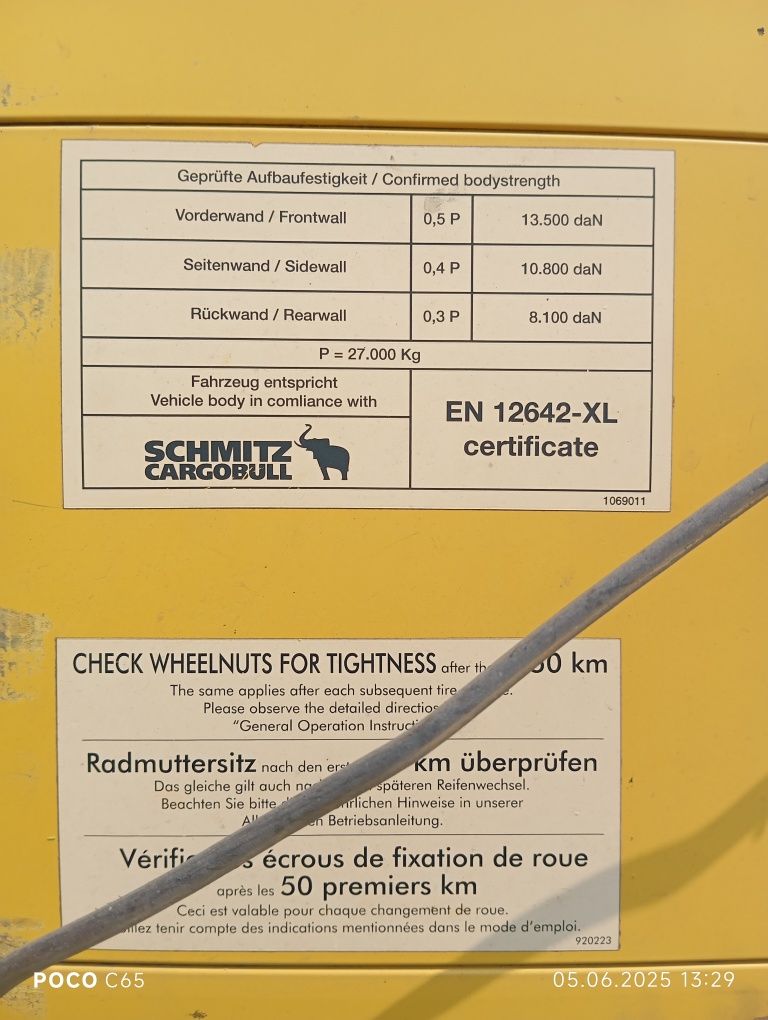 Geprüfte Aufbaufestigkeit / Confirmed bodystrength
Vorderwand / Frontwall 0,5 P 13.500 daN
Seitenwand / Sidewall 0,4 P 10.800 daN
Rückwand / Rearwall 0,3 P 8.100 daN
P = 27.000 Kg
Fahrzeug entspricht
Vehicle body in comliance with
SCHMITZ
CARGOBULL
EN 12642-XL
certificate
1069011
CHECK WHEELNUTS FOR TIGHTNESS after km
The same applies after each subsequent
Please observe the detailed
"General Operation
Radmuttersitz nach den km überprüfen
Das gleiche gilt auch späteren Reifenwechsel.
Beachten Sie bitte Hinweise in unserer
Betriebsanleitung.
écrous de fixation de roue
après les 50 premiers km
Ceci est valable pour chaque changement de roue.
tenir compte des indications mentionnées dans le mode d'emploi.
920223
POCO C65
05.06.2025 13:29